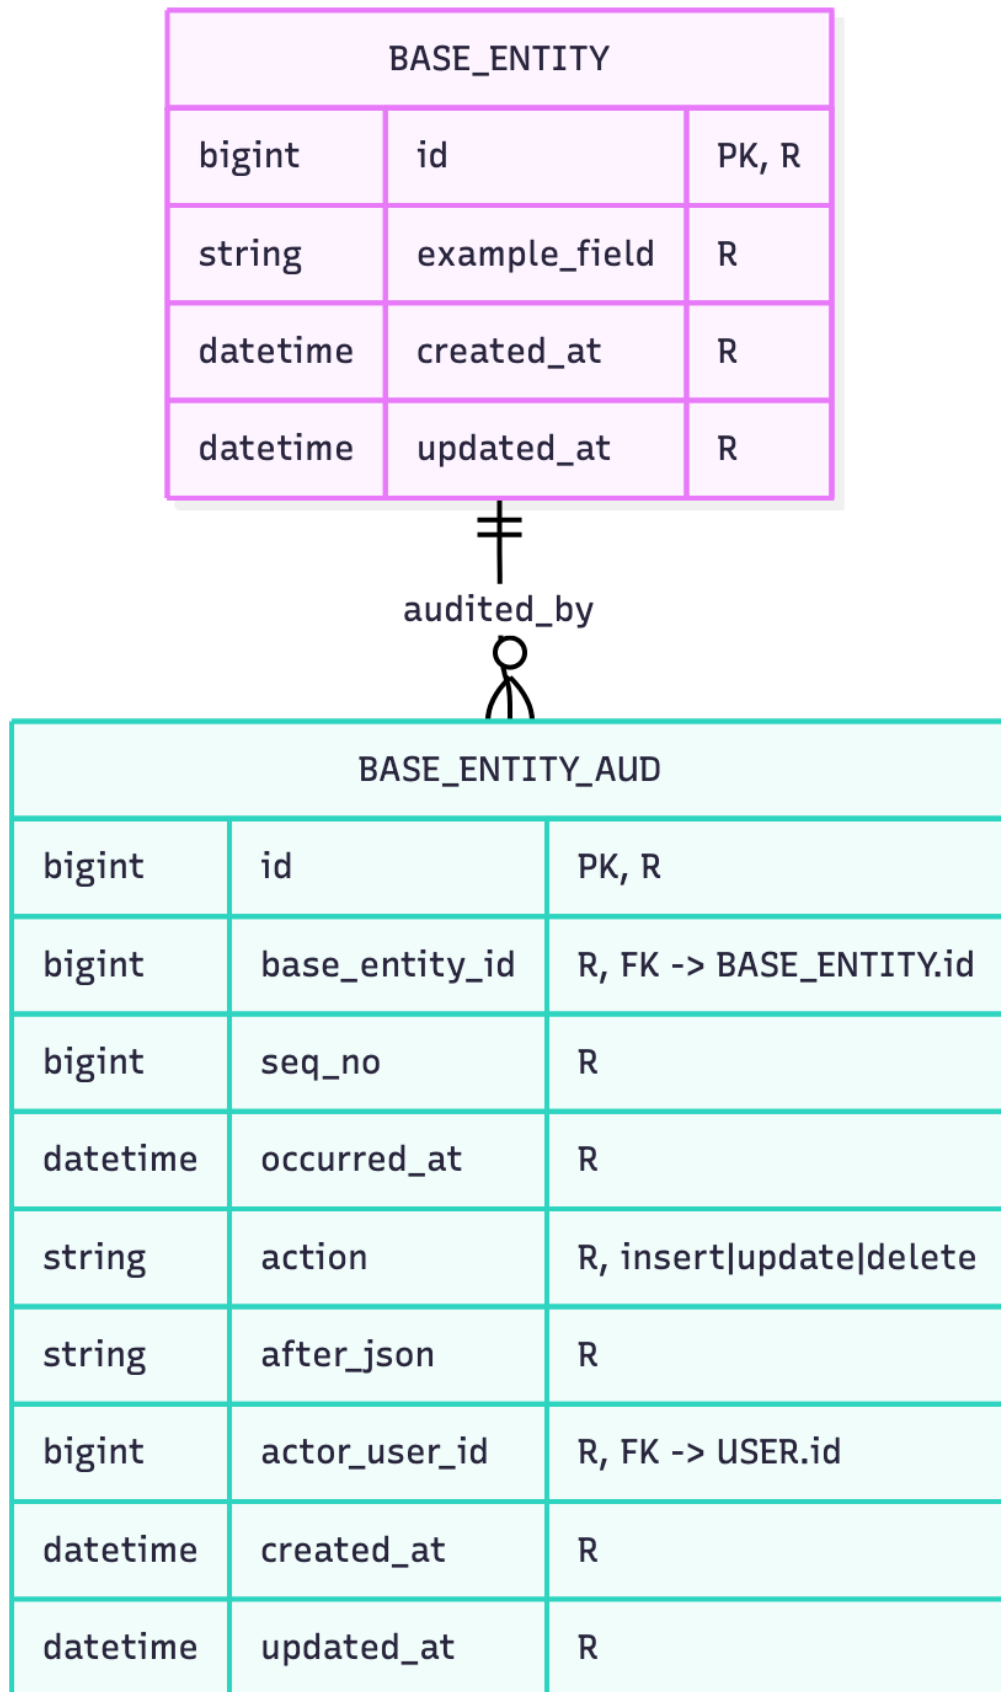 BASE_ENTITY
bigint id PK, R
string example_field R
datetime created_at R
datetime updated_at R
audited_by
BASE_ENTITY_AUD
bigint id PK, R
bigint base_entity_id R, FK -> BASE_ENTITY.id
bigint seq_no R
datetime occurred_at R
string action R, insert|update|delete
string after_json R
bigint actor_user_id R, FK -> USER.id
datetime created_at R
datetime updated_at R